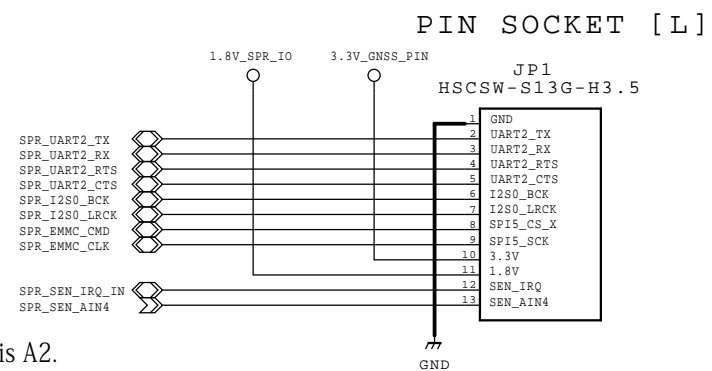 PIN SOCKET [L]
1.8V_SPR_IO
3.3V_GNSS_PIN
JP1
HSCSW-S13G-H3.5
SPR_UART2_TX
SPR_UART2_RX
SPR_UART2_RTS
SPR_UART2_CTS
SPR_I2S0_BCK
SPR_I2S0_LRCK
SPR_EMMC_CMD
SPR_EMMC_CLK
SPR_SEN_IRQ_IN
SPR_SEN_AIN4
1 GND
2 UART2_TX
3 UART2_RX
4 UART2_RTS
5 UART2_CTS
6 I2S0_BCK
7 I2S0_LRCK
8 SPI5_CS_X
9 SPI5_SCK
10 3.3V
11 1.8V
12 SEN_IRQ
13 SEN_AIN4
is A2.
GND